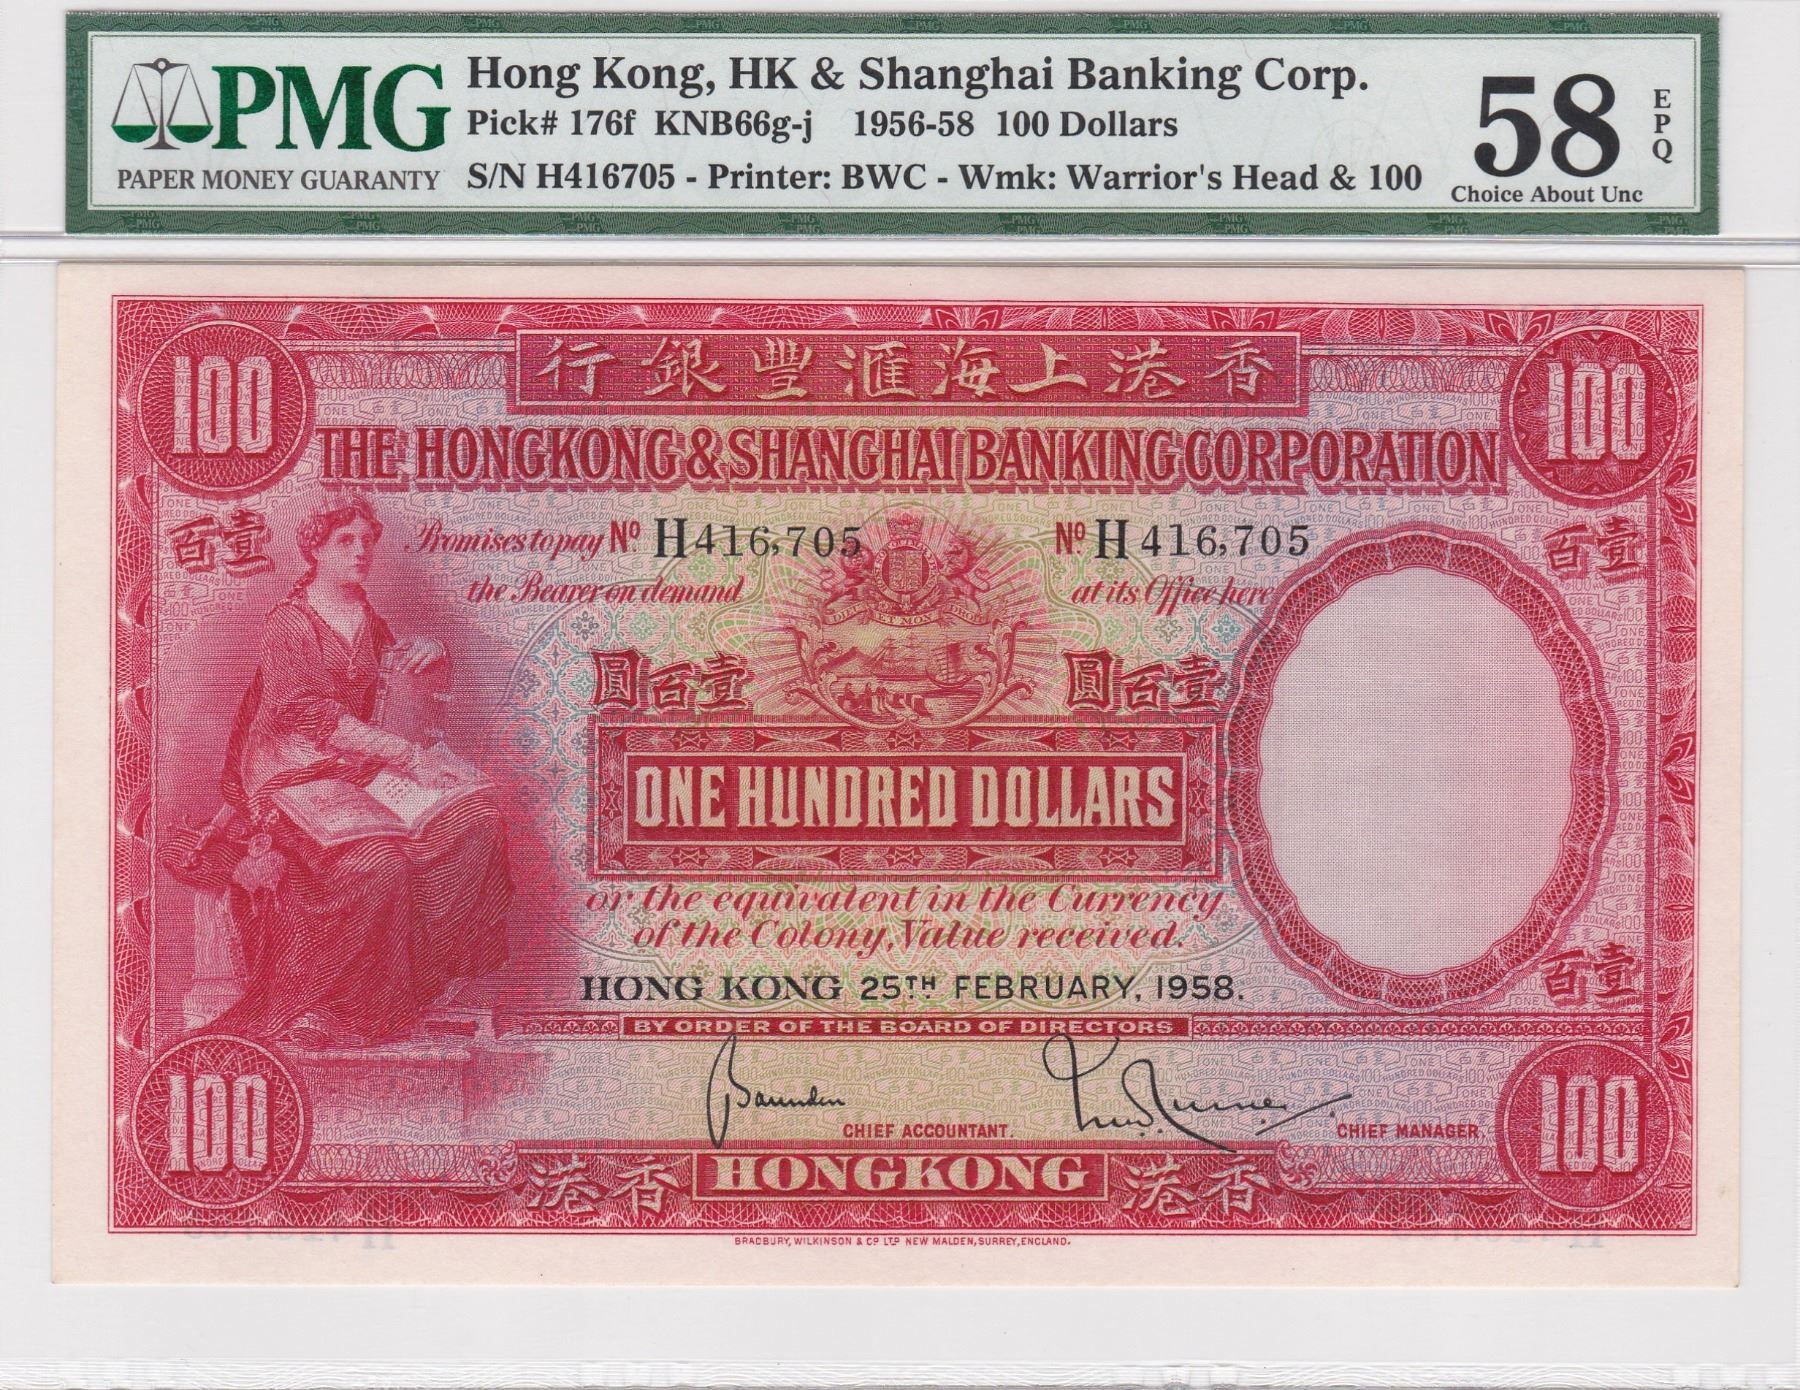 PMG
PAPER MONEY GUARANTY
Hong Kong, HK & Shanghai Banking Corp.
Pick# 176f KNB66g-j 1956-58 100 Dollars
S/N H416705 - Printer: BWC - Wmk: Warrior's Head & 100
58
EPQ
Choice About Unc
行銀豐滙海上港香
100
100
THE HONGKONG & SHANGHAI BANKING CORPORATION
百壹
百壹
Promises to pay Nº H416,705
Nº H416,705
the Bearer on demand
at its Office here
DIEU ET MON DROIT
圓百壹
圓百壹
ONE HUNDRED DOLLARS
or the equivalent in the Currency
of the Colony, Value received.
百壹
HONG KONG 25TH FEBRUARY, 1958.
BY ORDER OF THE BOARD OF DIRECTORS
100
100
CHIEF ACCOUNTANT.
CHIEF MANAGER.
港香 HONGKONG 港香
BRADBURY, WILKINSON & Cº LTD NEW MALDEN, SURREY, ENGLAND.